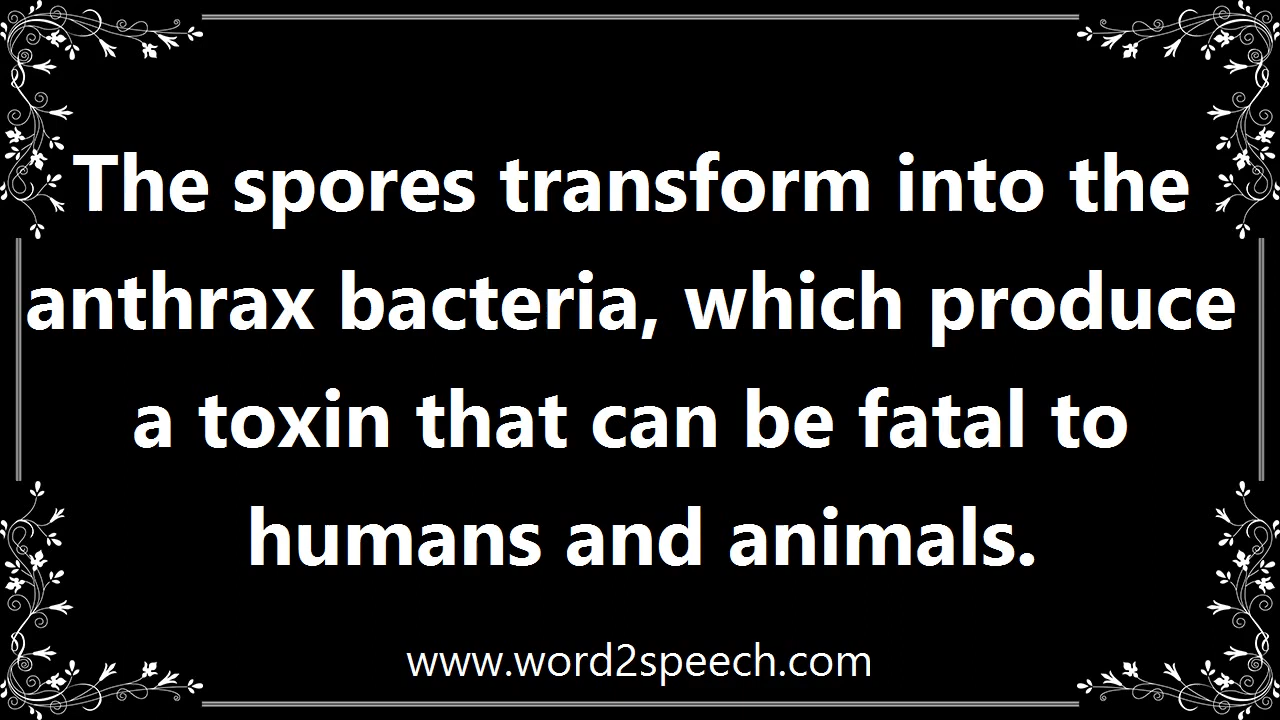 The spores transform into the
anthrax bacteria, which produce
a toxin that can be fatal to
humans and animals.
www.word2speech.com